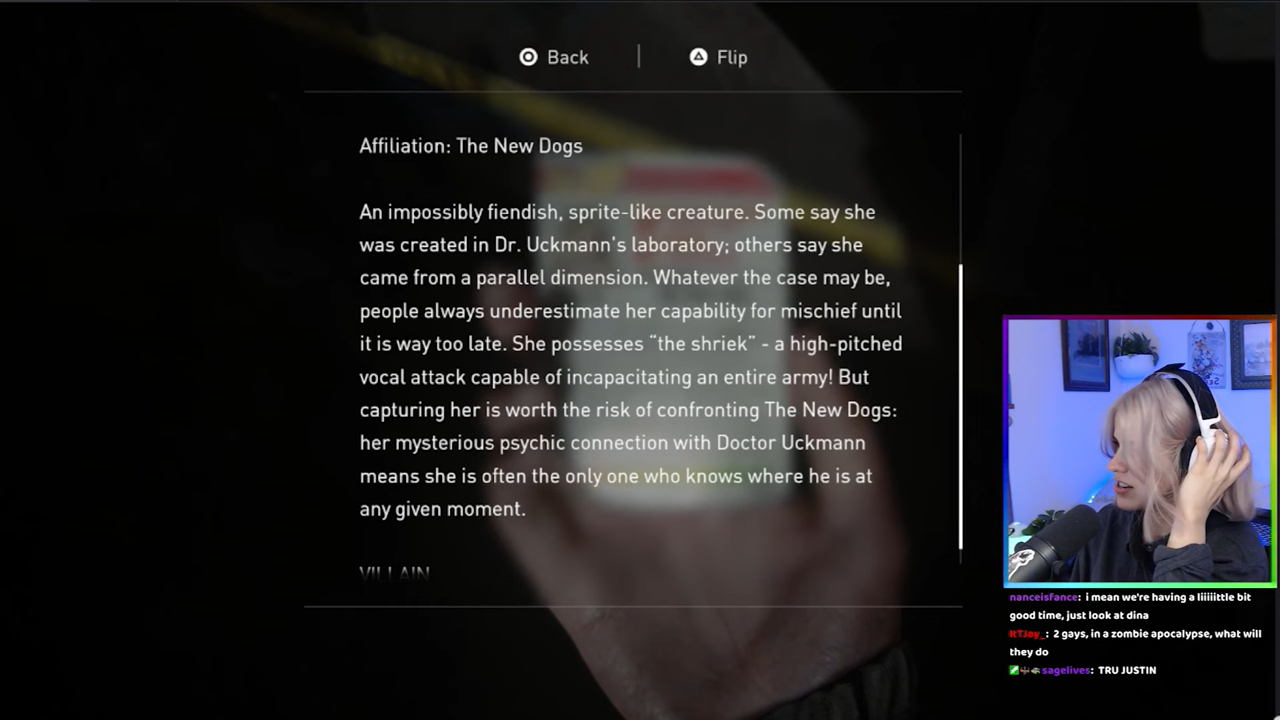 Back
Flip
Affiliation: The New Dogs
An impossibly fiendish, sprite-like creature. Some say she
was created in Dr. Uckmann's laboratory; others say she
came from a parallel dimension. Whatever the case may be,
people always underestimate her capability for mischief until
it is way too late. She possesses “the shriek” - a high-pitched
vocal attack capable of incapacitating an entire army! But
capturing her is worth the risk of confronting The New Dogs:
her mysterious psychic connection with Doctor Uckmann
means she is often the only one who knows where he is at
any given moment.
VILLAIN
nanceisfance: i mean we're having a liiiiiittle bit
good time, just look at dina
RTJay_: 2 gays, in a zombie apocalypse, what will
they do
sagelives: TRU JUSTIN